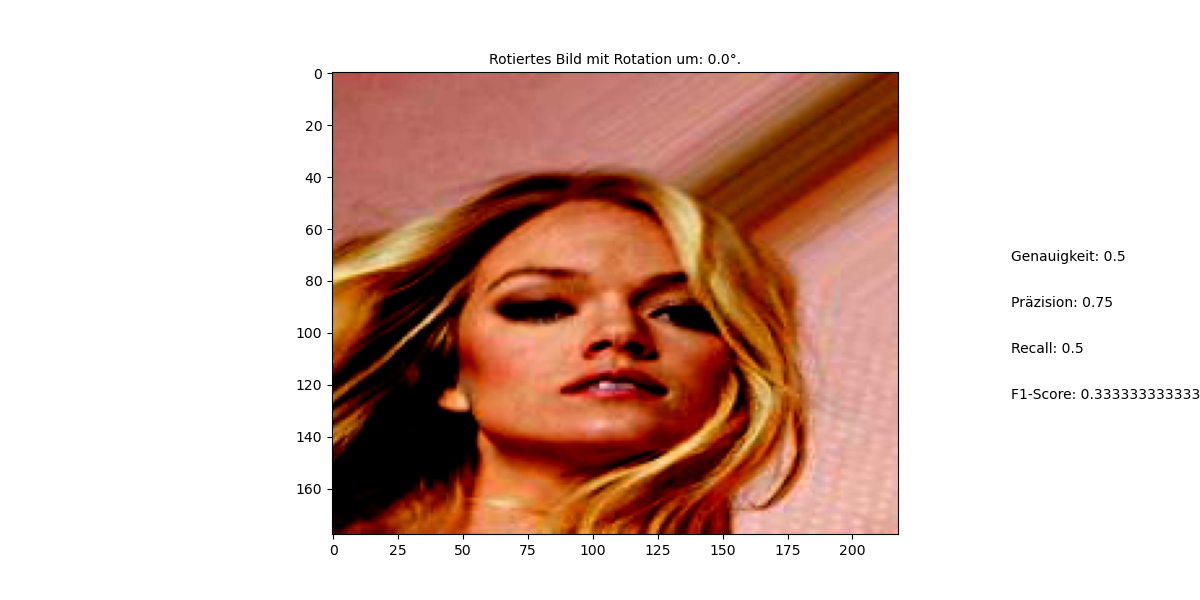 Rotiertes Bild mit Rotation um: 0.0°.
0
20
40
60
80
100
120
140
160
0 25 50 75 100 125 150 175 200
Genauigkeit: 0.5
Präzision: 0.75
Recall: 0.5
F1-Score: 0.333333333333